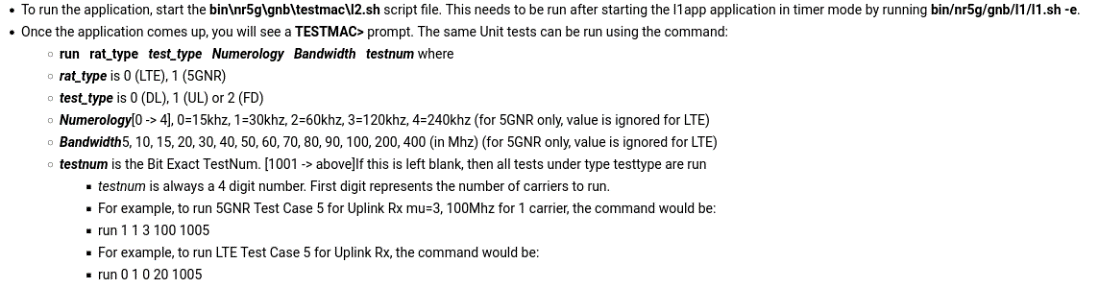 • To run the application, start the bin\nr5g\gnb\testmac\l2.sh script file. This needs to be run after starting the l1app application in timer mode by running bin/nr5g/gnb/l1/l1.sh -e.
• Once the application comes up, you will see a TESTMAC> prompt. The same Unit tests can be run using the command:
○ run rat_type test_type Numerology Bandwidth testnum where
○ rat_type is 0 (LTE), 1 (5GNR)
○ test_type is 0 (DL), 1 (UL) or 2 (FD)
○ Numerology[0 -> 4], 0=15khz, 1=30khz, 2=60khz, 3=120khz, 4=240khz (for 5GNR only, value is ignored for LTE)
○ Bandwidth5, 10, 15, 20, 30, 40, 50, 60, 70, 80, 90, 100, 200, 400 (in Mhz) (for 5GNR only, value is ignored for LTE)
○ testnum is the Bit Exact TestNum. [1001 -> above]If this is left blank, then all tests under type testtype are run
▪ testnum is always a 4 digit number. First digit represents the number of carriers to run.
▪ For example, to run 5GNR Test Case 5 for Uplink Rx mu=3, 100Mhz for 1 carrier, the command would be:
▪ run 1 1 3 100 1005
▪ For example, to run LTE Test Case 5 for Uplink Rx, the command would be:
▪ run 0 1 0 20 1005